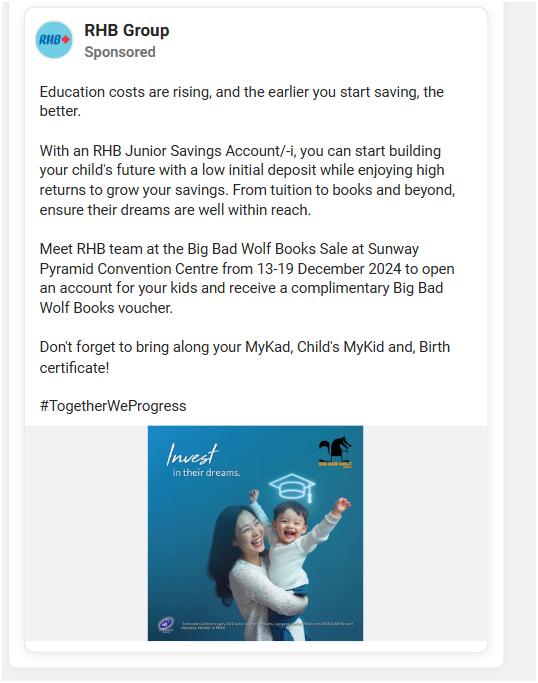 RHB
RHB Group
Sponsored
Education costs are rising, and the earlier you start saving, the
better.
With an RHB Junior Savings Account/-i, you can start building
your child's future with a low initial deposit while enjoying high
returns to grow your savings. From tuition to books and beyond,
ensure their dreams are well within reach.
Meet RHB team at the Big Bad Wolf Books Sale at Sunway
Pyramid Convention Centre from 13-19 December 2024 to open
an account for your kids and receive a complimentary Big Bad
Wolf Books voucher.
Don't forget to bring along your MyKad, Child's MyKid and, Birth
certificate!
#TogetherWeProgress
Invest
in their dreams.
BIG BAD WOLF